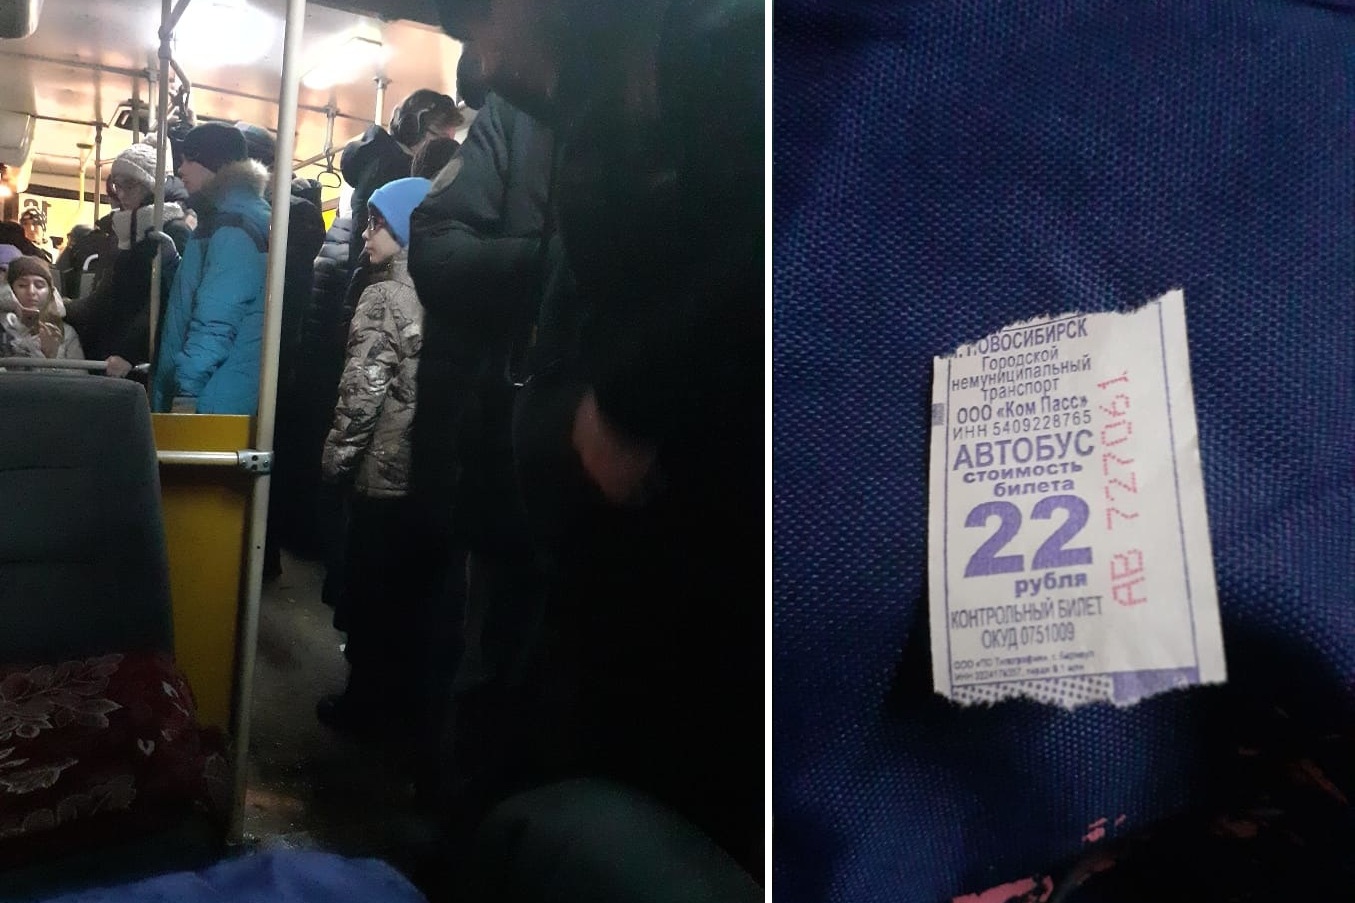 г. НОВОСИБИРСК
Городской
немуниципальный
транспорт
ООО «Ком Пасс»
ИНН 5409228765
АВТОБУС
стоимость
билета
22
рубля
КОНТРОЛЬНЫЙ БИЛЕТ
ОКУД 0751009
АВ 727061